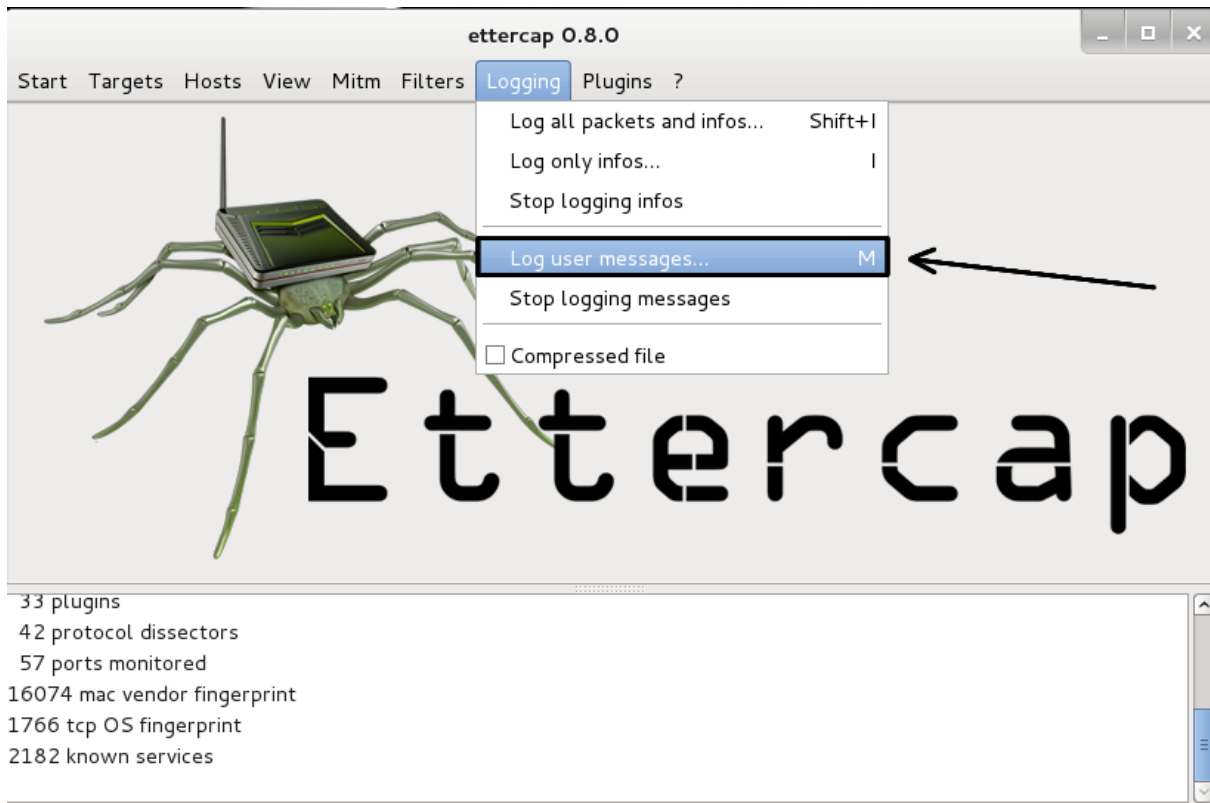 ettercap 0.8.0
Start Targets Hosts View Mitm Filters Logging Plugins ?
Log all packets and infos... Shift+I
Log only infos... I
Stop logging infos
Log user messages... M
Stop logging messages
Compressed file
Ettercap
33 plugins
42 protocol dissectors
57 ports monitored
16074 mac vendor fingerprint
1766 tcp OS fingerprint
2182 known services